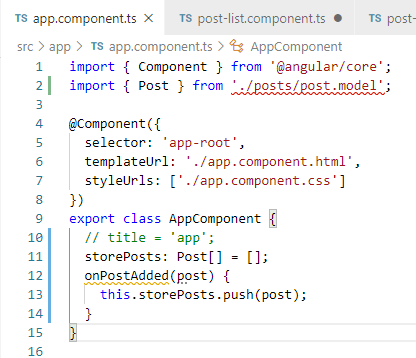 TS app.component.ts × TS post-list.component.ts ● TS post-
src > app > TS app.component.ts > AppComponent
1 import { Component } from '@angular/core';
2 import { Post } from './posts/post.model';
3
4 @Component({
5 selector: 'app-root',
6 templateUrl: './app.component.html',
7 styleUrls: ['./app.component.css']
8 })
9 export class AppComponent {
10 // title = 'app';
11 storePosts: Post[] = [];
12 onPostAdded(post) {
13 this.storePosts.push(post);
14 }
15 }